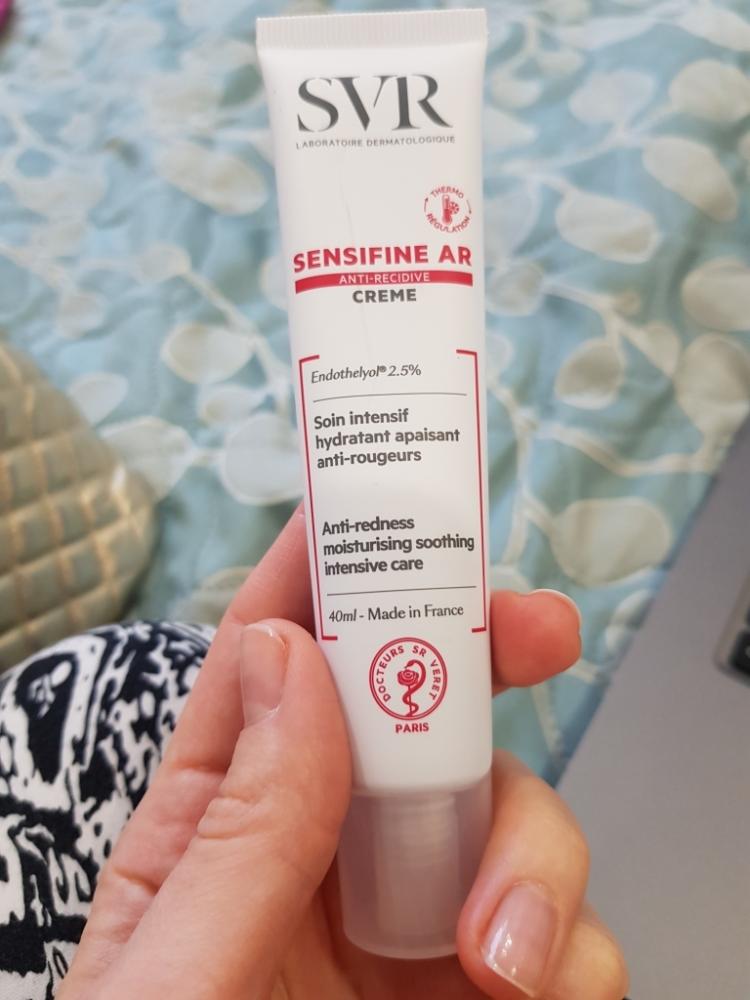 SVR
LABORATOIRE DERMATOLOGIQUE
THERMO
REGULATION
SENSIFINE AR
ANTI-RECIDIVE
CREME
Endothelyol® 2.5%
Soin intensif
hydratant apaisant
anti-rougeurs
Anti-redness
moisturising soothing
intensive care
40ml - Made in France
DOCTEURS SR VERET
PARIS